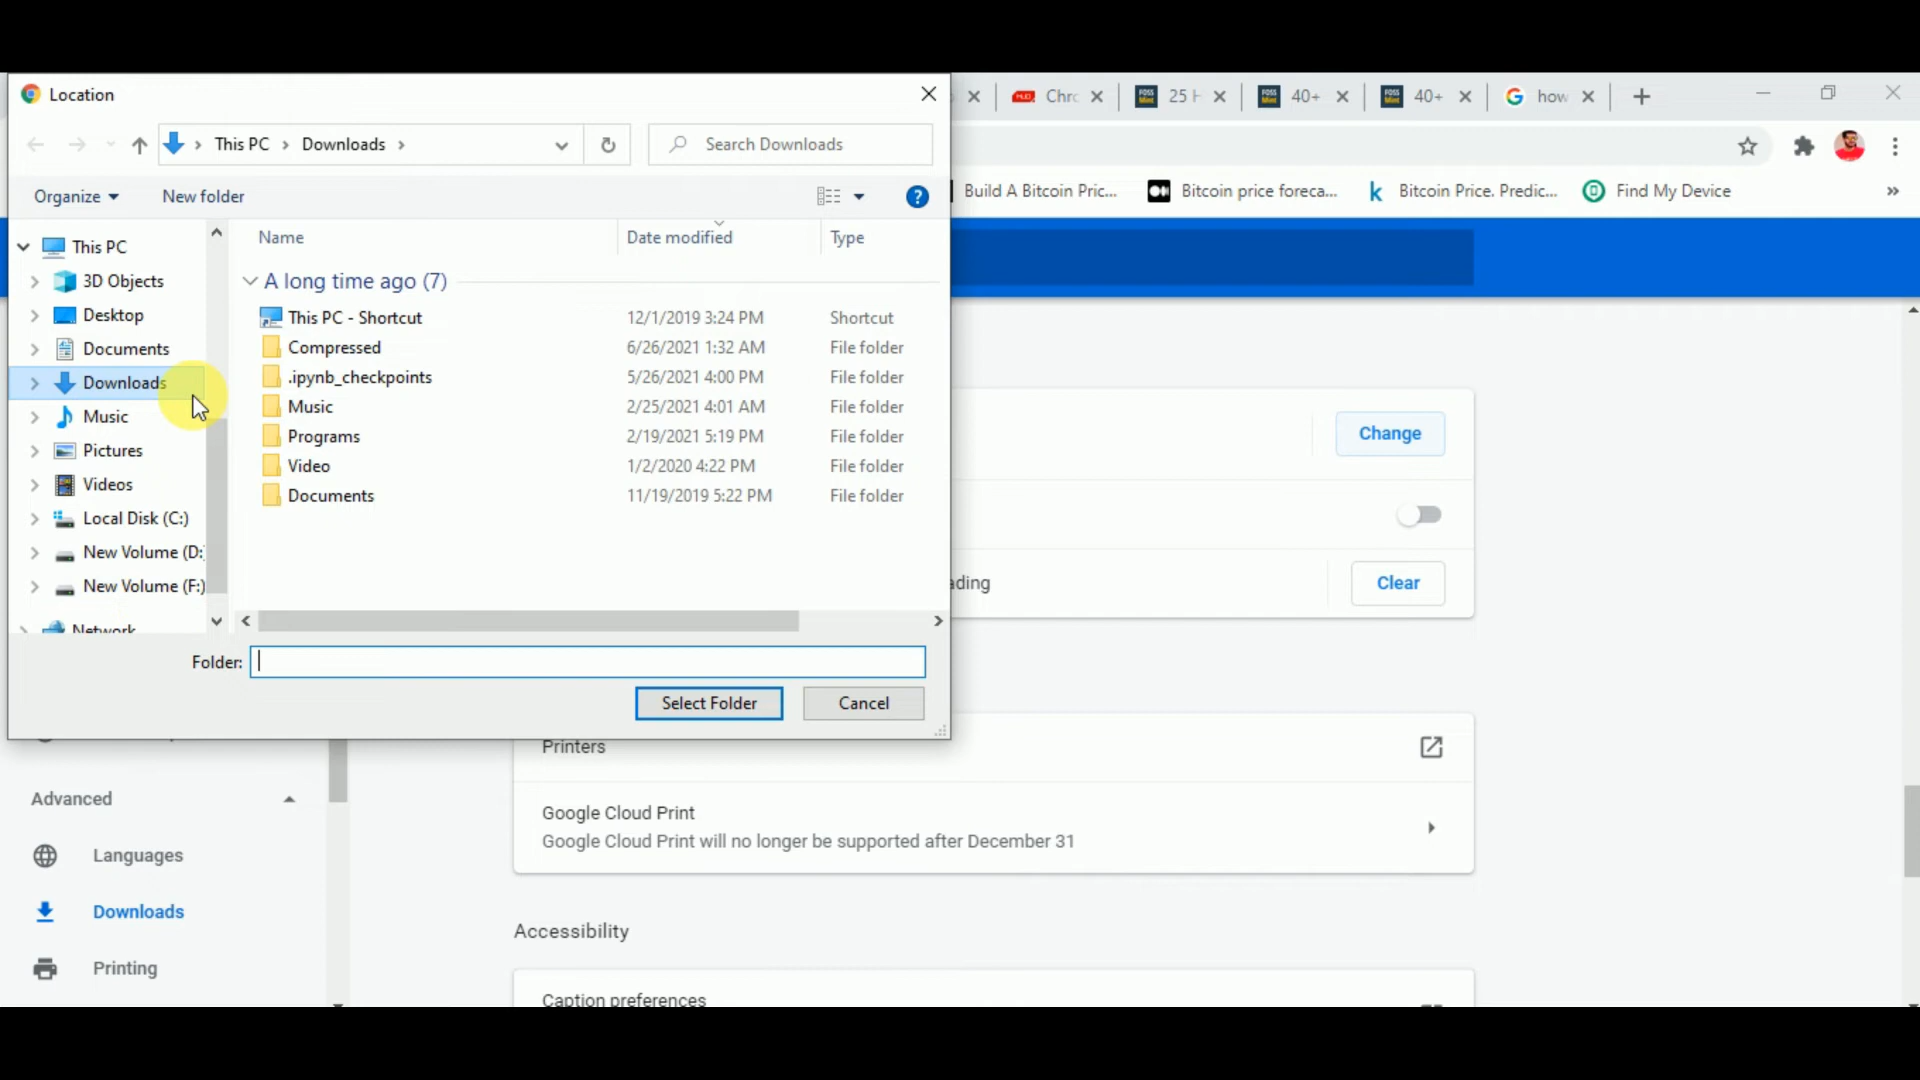 Location
Chrc
25 H
40+
40+
how
This PC
Downloads
Search Downloads
Build A Bitcoin Pric...
Bitcoin price foreca...
Bitcoin Price. Predic...
Find My Device
Organize
New folder
This PC
3D Objects
Desktop
Documents
Downloads
Music
Pictures
Videos
Local Disk (C:)
New Volume (D:
New Volume (F:)
Network
Name Date modified Type
A long time ago (7)
This PC - Shortcut 12/1/2019 3:24 PM Shortcut
Compressed 6/26/2021 1:32 AM File folder
.ipynb_checkpoints 5/26/2021 4:00 PM File folder
Music 2/25/2021 4:01 AM File folder
Programs 2/19/2021 5:19 PM File folder
Video 1/2/2020 4:22 PM File folder
Documents 11/19/2019 5:22 PM File folder
Folder:
Select Folder
Cancel
Change
ading
Clear
Printers
Google Cloud Print
Google Cloud Print will no longer be supported after December 31
Accessibility
Caption preferences
Advanced
Languages
Downloads
Printing